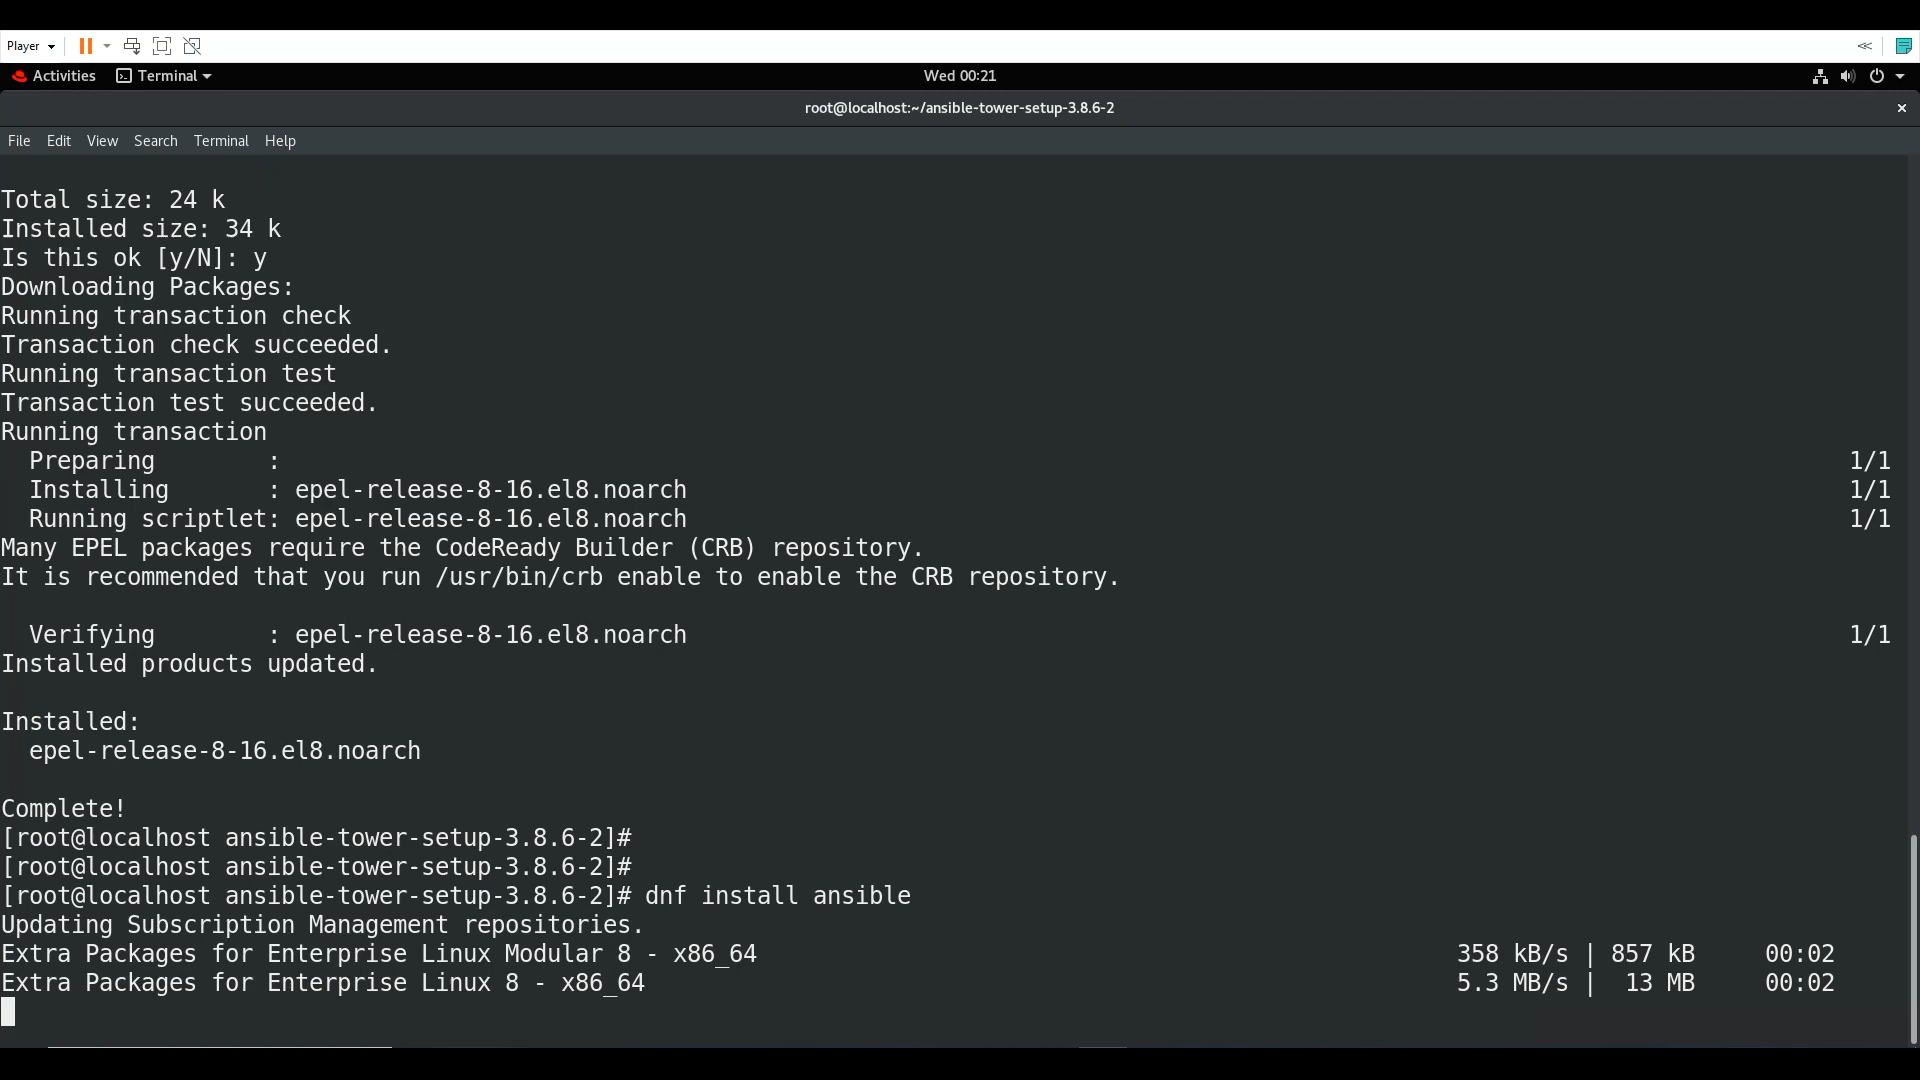 Player
Activities Terminal Wed 00:21
root@localhost:~/ansible-tower-setup-3.8.6-2
File Edit View Search Terminal Help
Total size: 24 k
Installed size: 34 k
Is this ok [y/N]: y
Downloading Packages:
Running transaction check
Transaction check succeeded.
Running transaction test
Transaction test succeeded.
Running transaction
  Preparing        :                                                        1/1
  Installing       : epel-release-8-16.el8.noarch                           1/1
  Running scriptlet: epel-release-8-16.el8.noarch                           1/1
Many EPEL packages require the CodeReady Builder (CRB) repository.
It is recommended that you run /usr/bin/crb enable to enable the CRB repository.
  Verifying        : epel-release-8-16.el8.noarch                           1/1
Installed products updated.
Installed:
  epel-release-8-16.el8.noarch
Complete!
[root@localhost ansible-tower-setup-3.8.6-2]#
[root@localhost ansible-tower-setup-3.8.6-2]#
[root@localhost ansible-tower-setup-3.8.6-2]# dnf install ansible
Updating Subscription Management repositories.
Extra Packages for Enterprise Linux Modular 8 - x86_64    358 kB/s | 857 kB     00:02
Extra Packages for Enterprise Linux 8 - x86_64            5.3 MB/s |  13 MB     00:02